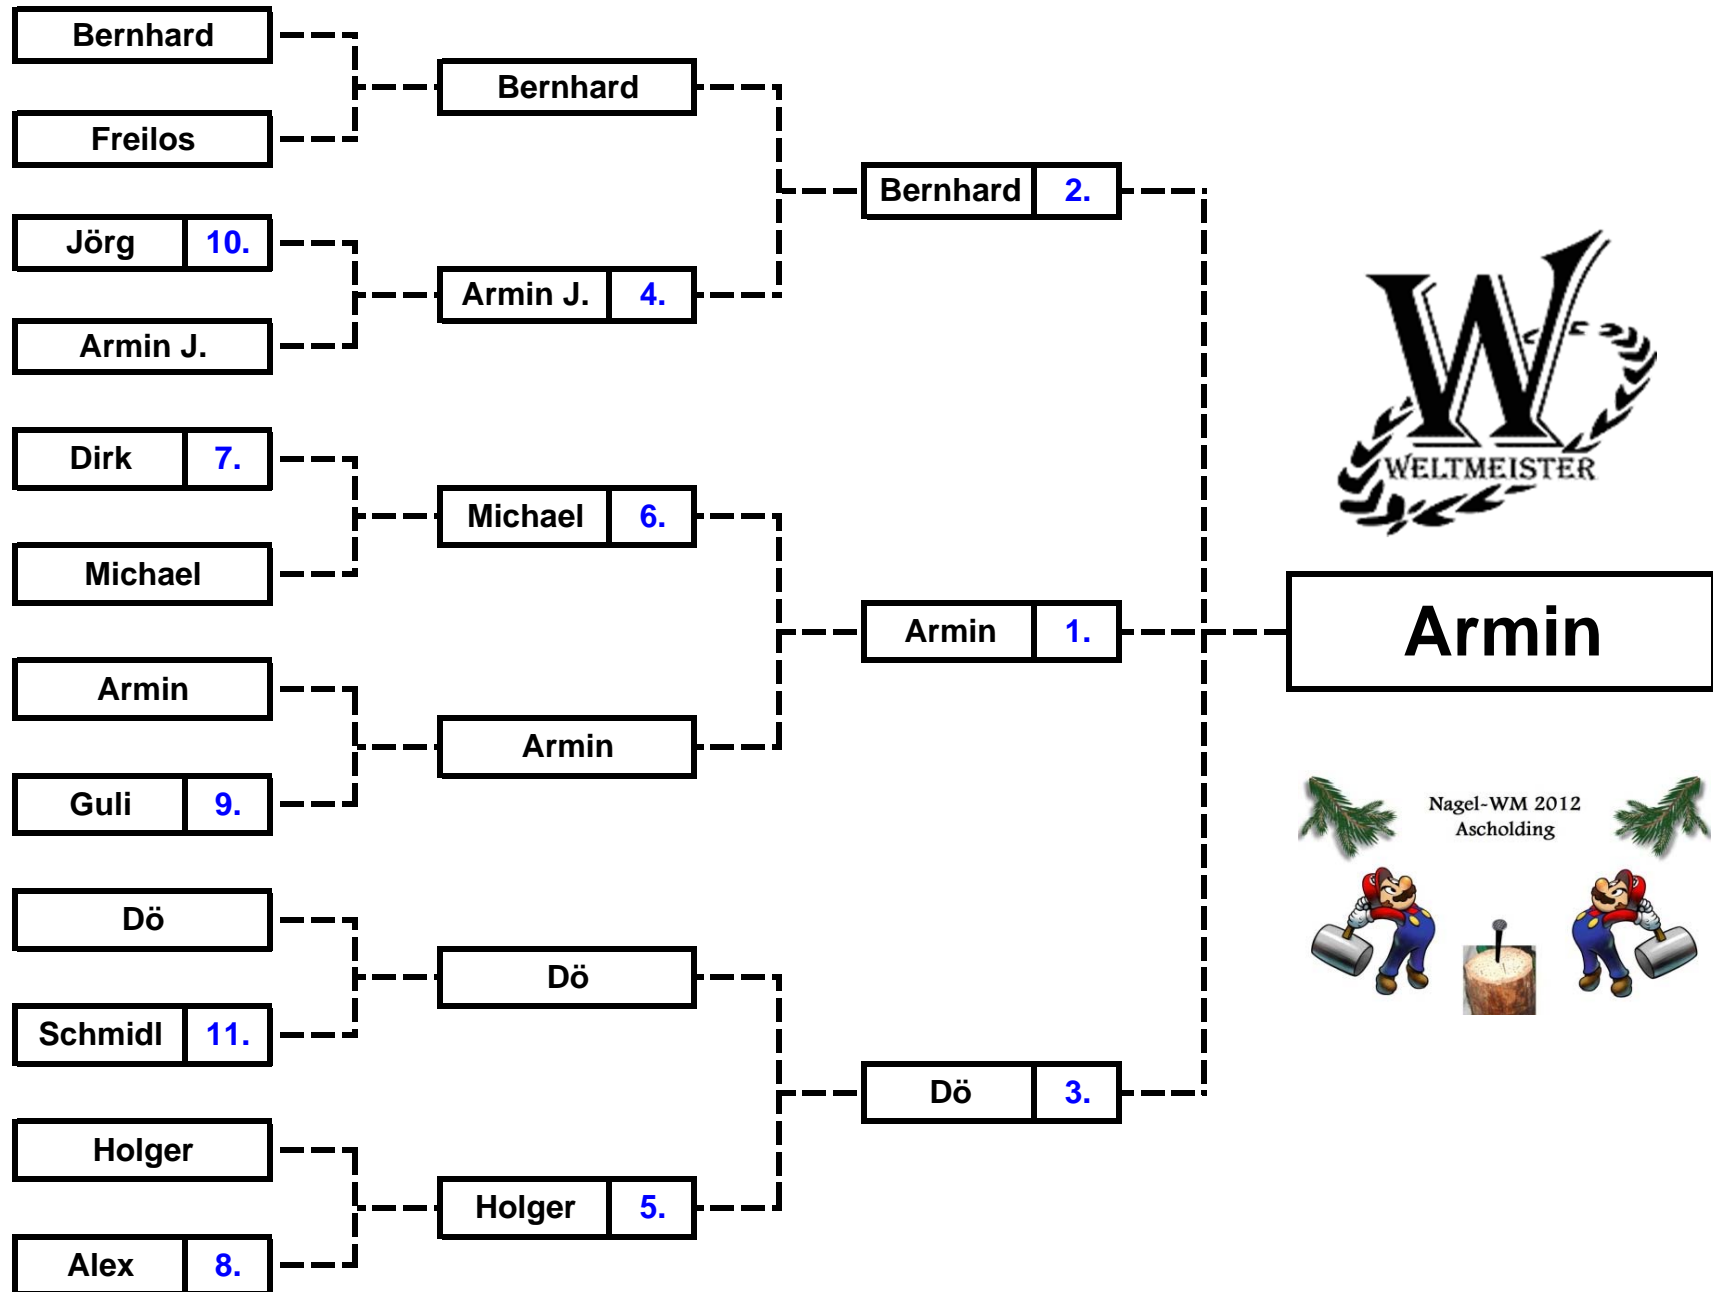 Bernhard
Freilos
Jörg 10.
Armin J.
Dirk 7.
Michael
Armin
Guli 9.
Dö
Schmidl 11.
Holger
Alex 8.
Bernhard
Armin J. 4.
Michael 6.
Armin
Dö
Holger 5.
Bernhard 2.
Armin 1.
Dö 3.
W
WELTMEISTER
Armin
Nagel-WM 2012
Ascholding